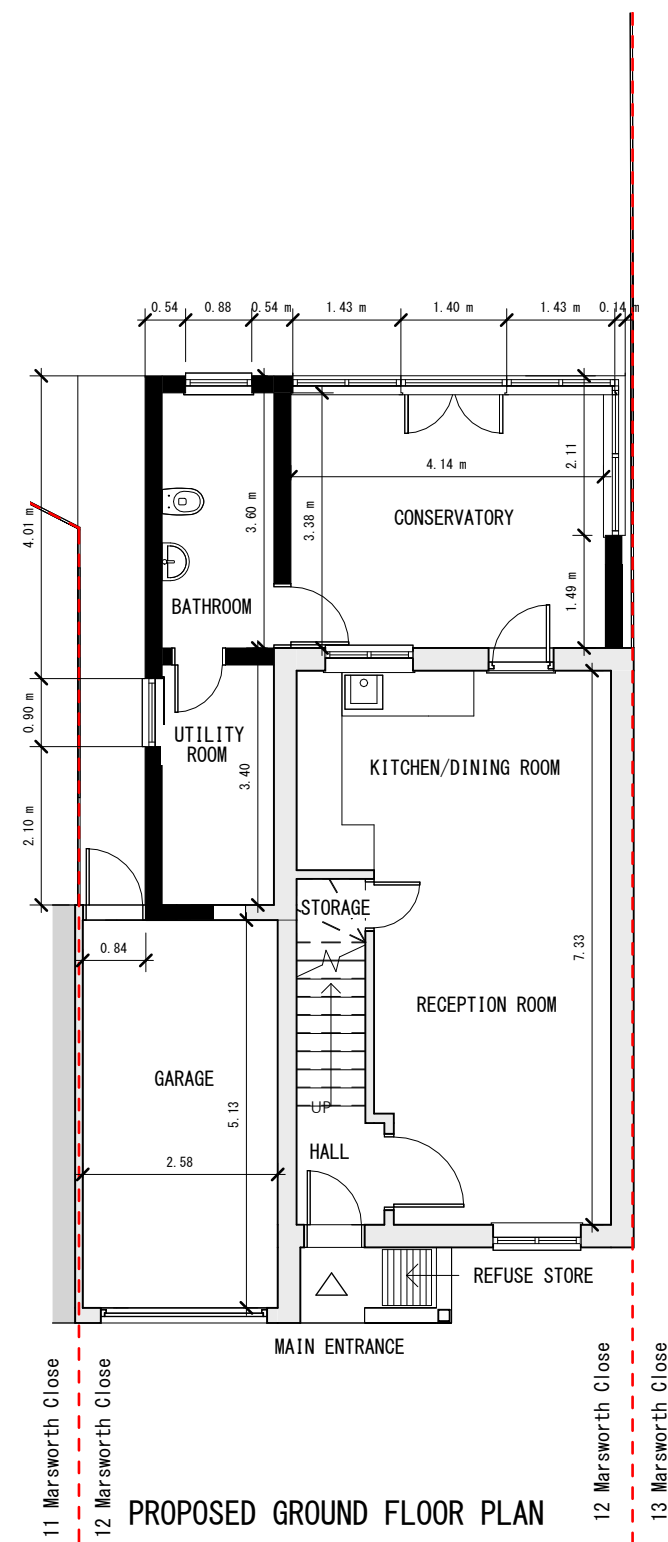 0.54
0.88
0.54 m
1.43 m
1.40 m
1.43 m
0.14 m
4.01 m
3.60 m
3.38 m
4.14 m
2.11
CONSERVATORY
1.49 m
BATHROOM
0.90 m
UTILITY
ROOM
3.40
KITCHEN/DINING ROOM
2.10 m
STORAGE
0.84
7.33
RECEPTION ROOM
GARAGE
5.13
UP
HALL
2.58
REFUSE STORE
MAIN ENTRANCE
11 Marsworth Close
12 Marsworth Close
12 Marsworth Close
13 Marsworth Close
PROPOSED GROUND FLOOR PLAN